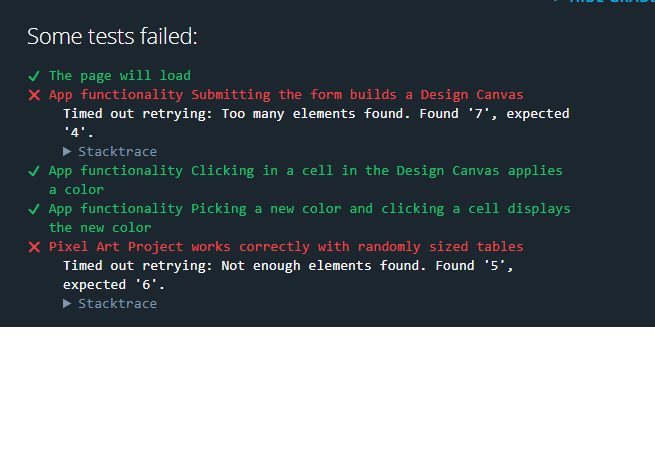 HIDE GRADE
Some tests failed:
✓ The page will load
✕ App functionality Submitting the form builds a Design Canvas
Timed out retrying: Too many elements found. Found '7', expected
'4'.
▶ Stacktrace
✓ App functionality Clicking in a cell in the Design Canvas applies
a color
✓ App functionality Picking a new color and clicking a cell displays
the new color
✕ Pixel Art Project works correctly with randomly sized tables
Timed out retrying: Not enough elements found. Found '5',
expected '6'.
▶ Stacktrace